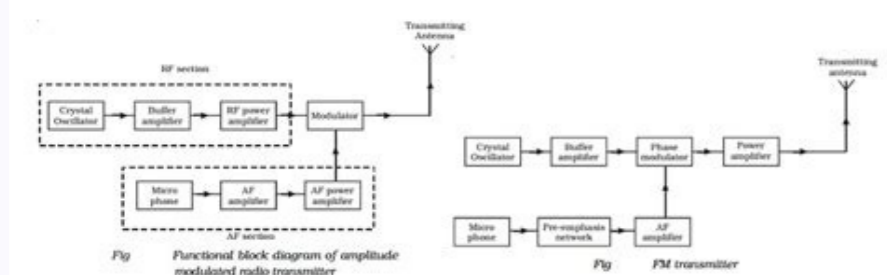 Transmitting
Antenna
RF section
Crystal
Oscillator
Buffer
amplifier
RF power
amplifier
Modulator
Micro
phone
AF
amplifier
AF power
amplifier
AF section
Fig Functional block diagram of amplitude
modulated radio transmitter
Transmitting
antenna
Crystal
Oscillator
Buffer
amplifier
Phase
modulator
Power
amplifier
Micro
phone
Pre-emphasis
network
AF
amplifier
Fig FM transmitter